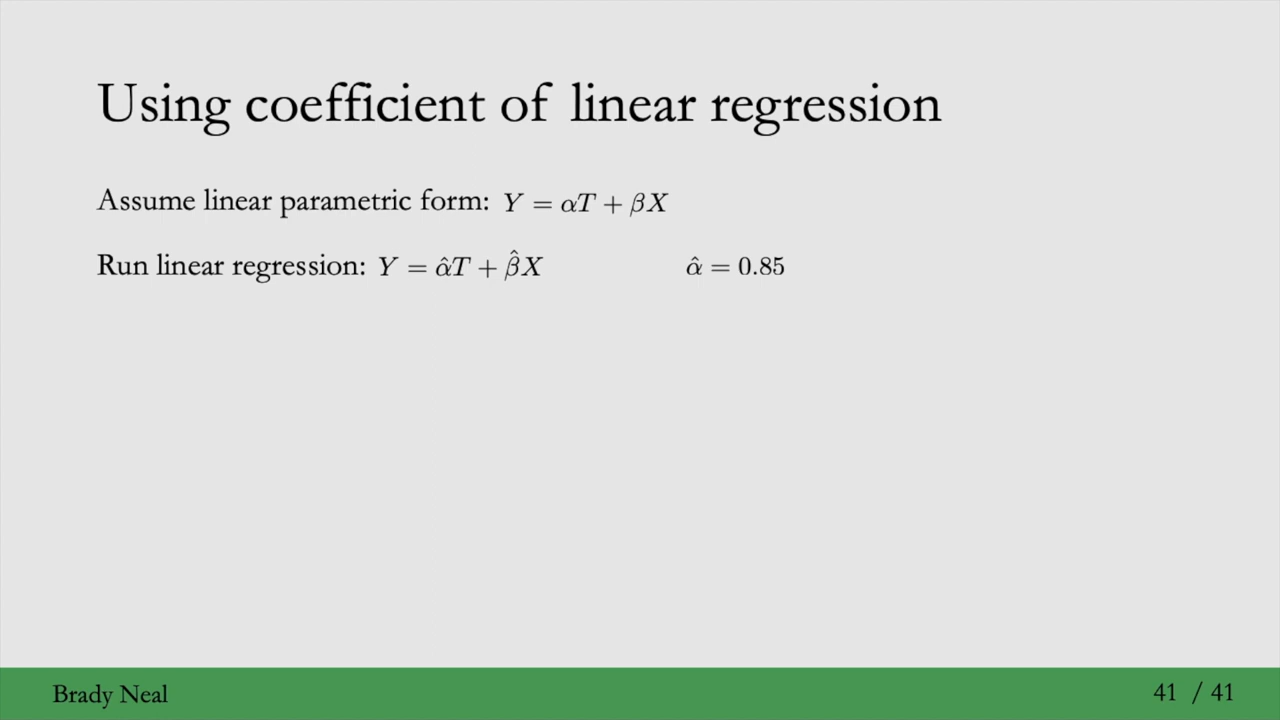 Using coefficient of linear regression
Assume linear parametric form: Y = αT + βX
Run linear regression: Y = α̂T + β̂X α̂ = 0.85
Brady Neal 41 / 41